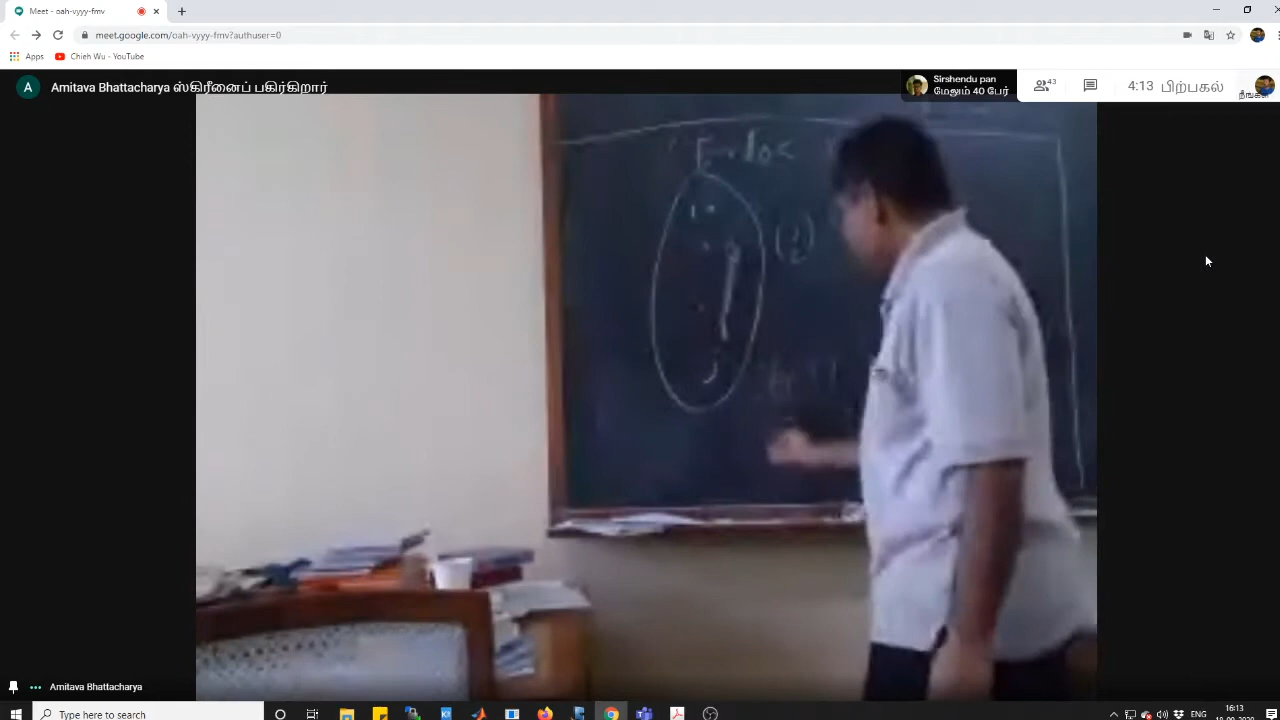 Meet - oah-vyyy-fmv
meet.google.com/oah-vyyy-fmv?authuser=0
Apps
Chieh Wu - YouTube
A
Amitava Bhattacharya ஸ்கிரீனைப் பகிர்கிறார்
Sirshendu pan
மேலும் 40 பேர்
43
4:13 பிற்பகல்
நீங்கள்
j
Amitava Bhattacharya
Type here to search
ENG
16:13